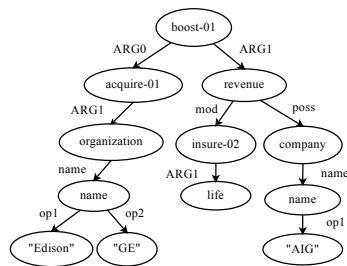 boost-01
ARG0 ARG1
acquire-01 revenue
ARG1 mod poss
organization insure-02 company
name ARG1 name
name life name
op1 op2 op1
"Edison" "GE" "AIG"